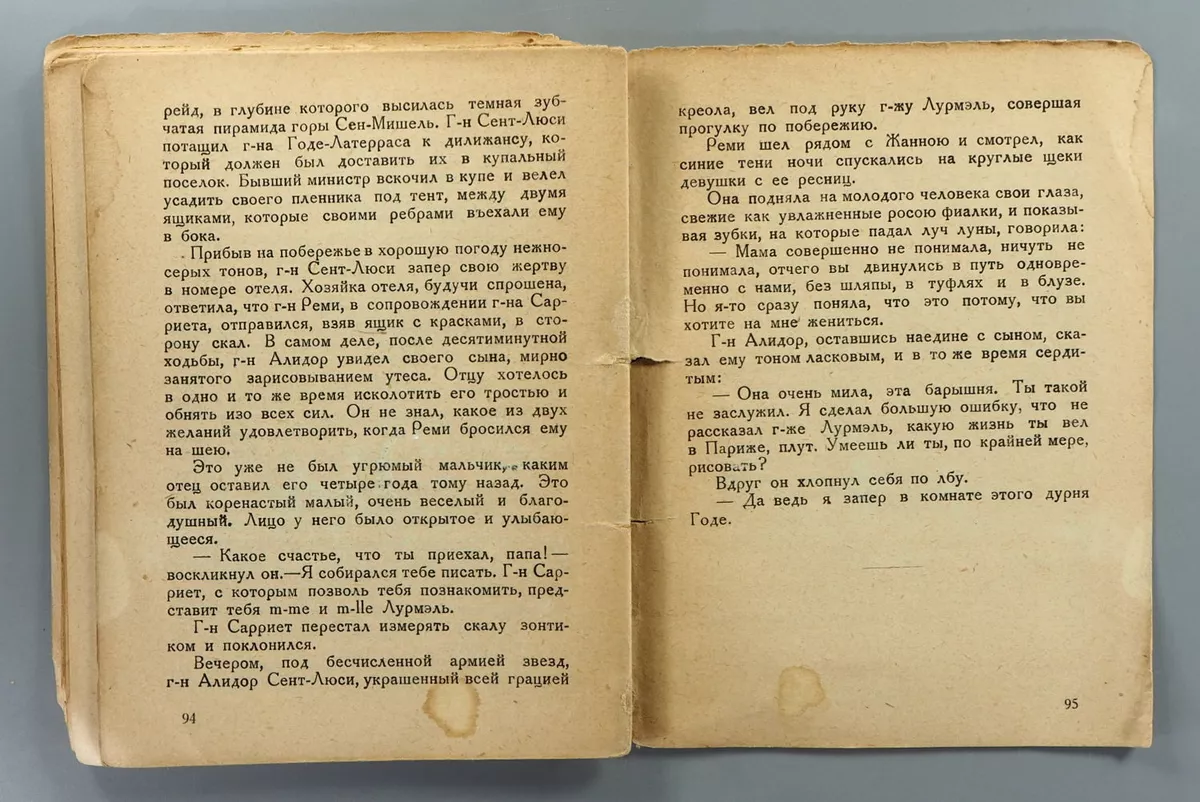 рейд, в глубине которого высилась темная зуб-
чатая пирамида горы Сен-Мишель. Г-н Сент-Люси
потащил г-на Годе-Латерраса к дилижансу, ко-
торый должен был доставить их в купальный
поселок. Бывший министр вскочил в купе и велел
усадить своего пленника под тент, между двумя
ящиками, которые своими ребрами въехали ему
в бока.
Прибыв на побережье в хорошую погоду нежно-
серых тонов, г-н Сент-Люси запер свою жертву
в номере отеля. Хозяйка отеля, будучи спрошена,
ответила, что г-н Реми, в сопровождении г-на Сар-
риета, отправился, взяв ящик с красками, в сто-
рону скал. В самом деле, после десятиминутной
ходьбы, г-н Алидор увидел своего сына, мирно
занятого зарисовыванием утеса. Отцу хотелось
в одно и то же время исколотить его тростью и
обнять изо всех сил. Он не знал, какое из двух
желаний удовлетворить, когда Реми бросился ему
на шею.
Это уже не был угрюмый мальчик, каким
отец оставил его четыре года тому назад. Это
был коренастый малый, очень веселый и благо-
душный. Лицо у него было открытое и улыбаю-
щееся.
— Какое счастье, что ты приехал, папа! —
воскликнул он.—Я собирался тебе писать. Г-н Сар-
риет, с которым позволь тебя познакомить, пред-
ставит тебя m-me и m-lle Лурмэль.
Г-н Сарриет перестал измерять скалу зонти-
ком и поклонился.
Вечером, под бесчисленной армией звезд,
г-н Алидор Сент-Люси, украшенный всей грацией
94
креола, вел под руку г-жу Лурмэль, совершая
прогулку по побережию.
Реми шел рядом с Жанною и смотрел, как
синие тени ночи спускались на круглые щеки
девушки с ее ресниц.
Она подняла на молодого человека свои глаза,
свежие как увлажненные росою фиалки, и показы-
вая зубки, на которые падал луч луны, говорила:
— Мама совершенно не понимала, ничуть не
понимала, отчего вы двинулись в путь одновре-
менно с нами, без шляпы, в туфлях и в блузе.
Но я-то сразу поняла, что это потому, что вы
хотите на мне жениться.
Г-н Алидор, оставшись наедине с сыном, ска-
зал ему тоном ласковым, и в то же время серди-
тым:
— Она очень мила, эта барышня. Ты такой
не заслужил. Я сделал большую ошибку, что не
рассказал г-же Лурмэль, какую жизнь ты вел
в Париже, плут. Умеешь ли ты, по крайней мере,
рисовать?
Вдруг он хлопнул себя по лбу.
— Да ведь я запер в комнате этого дурня
Годе.
95